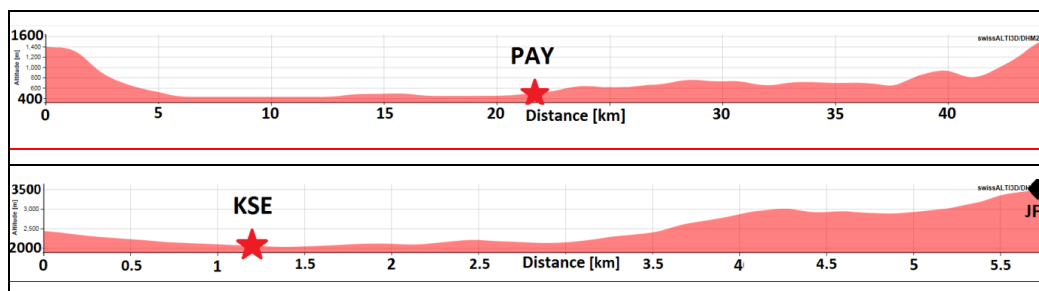 1600
swissALTI3D/DHM2
1,400
1,200
1,000
800
600
400
Altitude [m]
PAY
0 5 10 15 20 30 35 40
Distance [km]
3500
swissALTI3D/D
3,000
2,500
2000
Altitude [m]
KSE
JF
0 0.5 1 1.5 2 2.5 3.5 4 4.5 5 5.5
Distance [km]